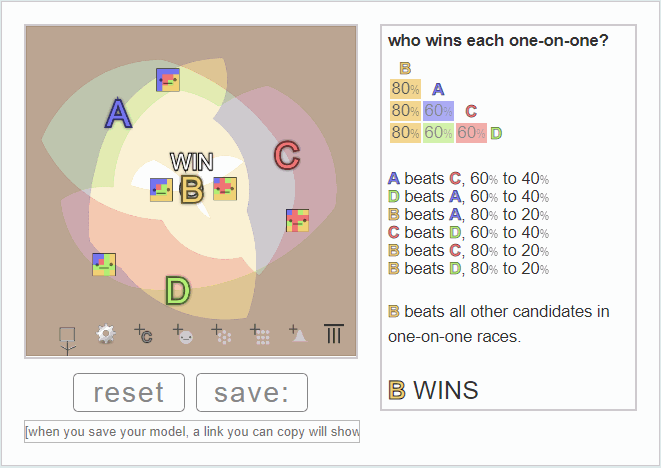 A
WIN
B
C
D
+C
reset
save:
[when you save your model, a link you can copy will show
who wins each one-on-one?
B
80% A
80% 60% C
80% 60% 60% D
A beats C, 60% to 40%
D beats A, 60% to 40%
B beats A, 80% to 20%
C beats D, 60% to 40%
B beats C, 80% to 20%
B beats D, 80% to 20%
B beats all other candidates in
one-on-one races.
B WINS